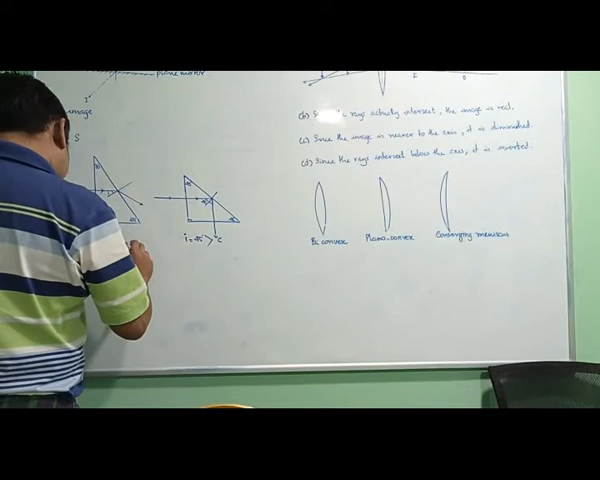 plane mirror
I
image
S
45
i = 45° > c
E
O
(b) Since the rays actually intersect, the image is real.
(c) Since the image is nearer to the axis, it is diminished.
(d) Since the rays intersect below the axis, it is inverted.
Bi convex
Plano-convex
Converging meniscus